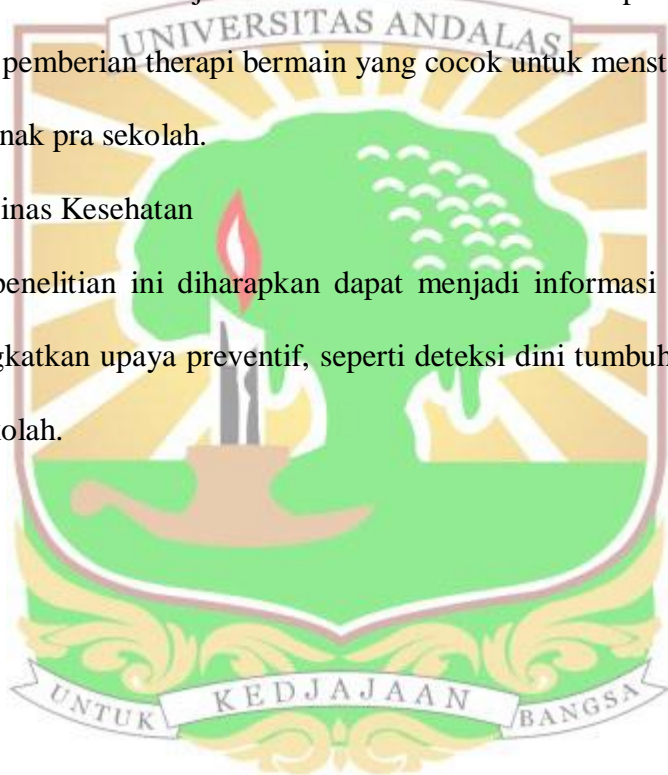 UNIVERSITAS ANDALAS
pemberian therapi bermain yang cocok untuk menst
nak pra sekolah.
inas Kesehatan
penelitian ini diharapkan dapat menjadi informasi
gkatkan upaya preventif, seperti deteksi dini tumbuh
kolah.
UNTUK KEDJAJAAN BANGSA